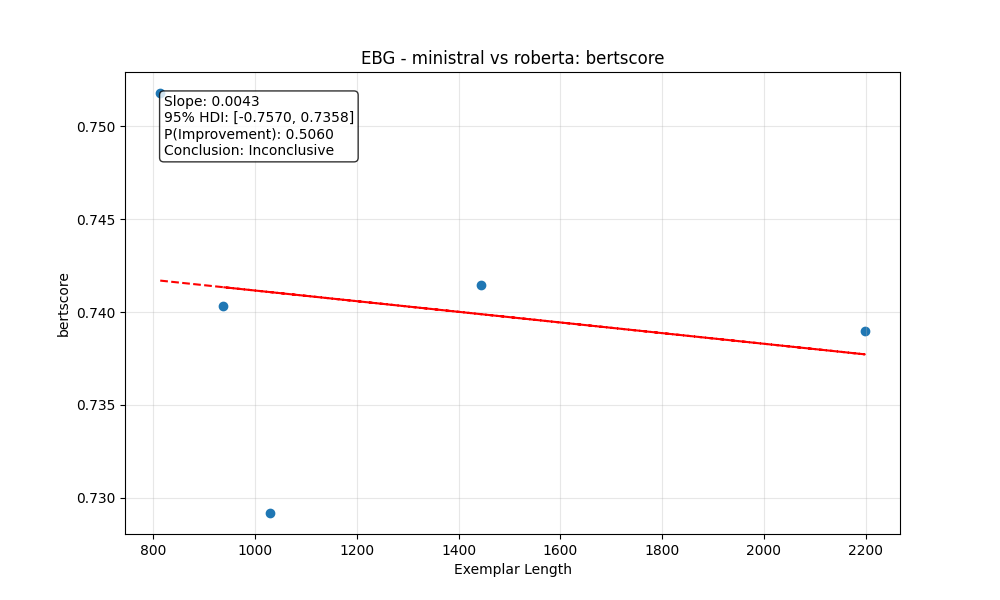 EBG - ministral vs roberta: bertscore
Slope: 0.0043
95% HDI: [-0.7570, 0.7358]
P(Improvement): 0.5060
Conclusion: Inconclusive
0.750
0.745
0.740
0.735
0.730
bertscore
800 1000 1200 1400 1600 1800 2000 2200
Exemplar Length